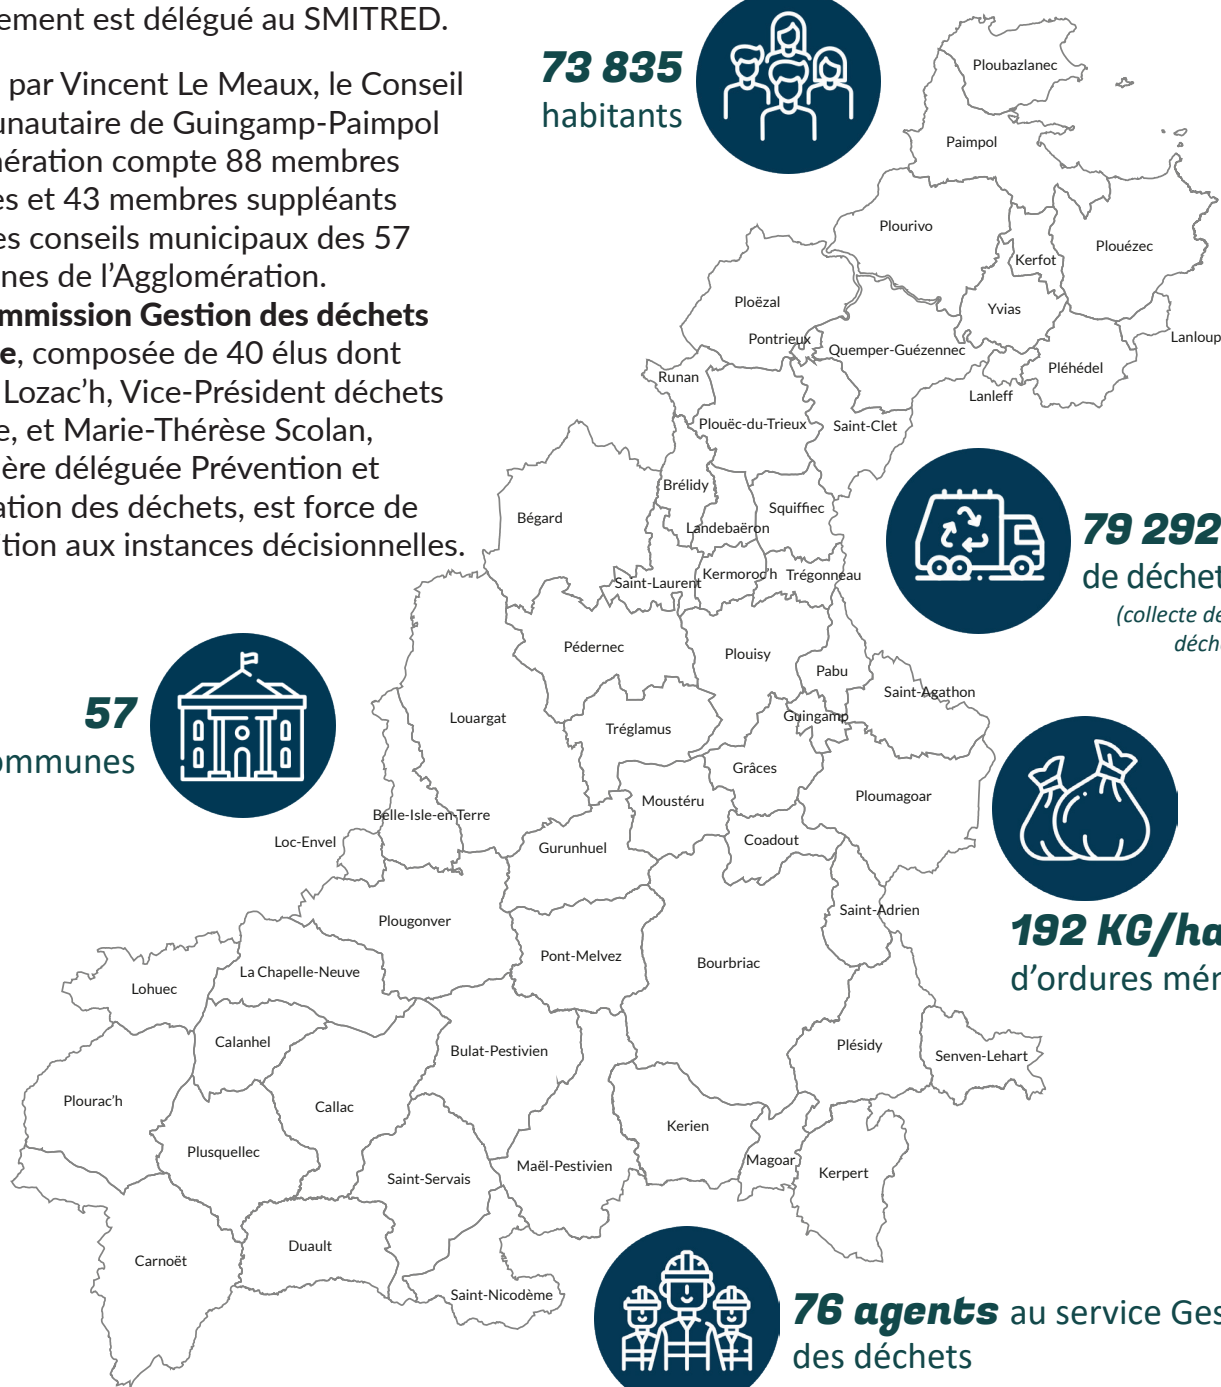 ement est délégué au SMITRED.
par Vincent Le Meaux, le Conseil
unautaire de Guingamp-Paimpol
nération compte 88 membres
es et 43 membres suppléants
es conseils municipaux des 57
nes de l'Agglomération.
mmission Gestion des déchets
e, composée de 40 élus dont
Lozac'h, Vice-Président déchets
e, et Marie-Thérèse Scolan,
ière déléguée Prévention et
ation des déchets, est force de
tion aux instances décisionnelles.
73 835
habitants
57
ommunes
79 292
de déchet
(collecte de
déch
192 KG/ha
d'ordures mén
76 agents au service Ges
des déchets
Ploubazlanec
Paimpol
Plourivo
Plouézec
Kerfot
Ploëzal
Yvias
Pontrieux
Quemper-Guézennec
Lanloup
Pléhédel
Runan
Lanleff
Plouëc-du-Trieux
Saint-Clet
Brélidy
Squiffiec
Bégard
Landebaëron
Saint-Laurent
Kermoroc'h
Trégonneau
Pédernec
Plouisy
Pabu
Saint-Agathon
Louargat
Guingamp
Tréglamus
Grâces
Ploumagoar
Moustéru
Belle-Isle-en-Terre
Loc-Envel
Gurunhuel
Coadout
Plougonver
Saint-Adrien
Pont-Melvez
Bourbriac
La Chapelle-Neuve
Lohuec
Calanhel
Bulat-Pestivien
Plésidy
Senven-Lehart
Plourac'h
Callac
Kerien
Plusquellec
Maël-Pestivien
Magoar
Kerpert
Saint-Servais
Duault
Carnoët
Saint-Nicodème